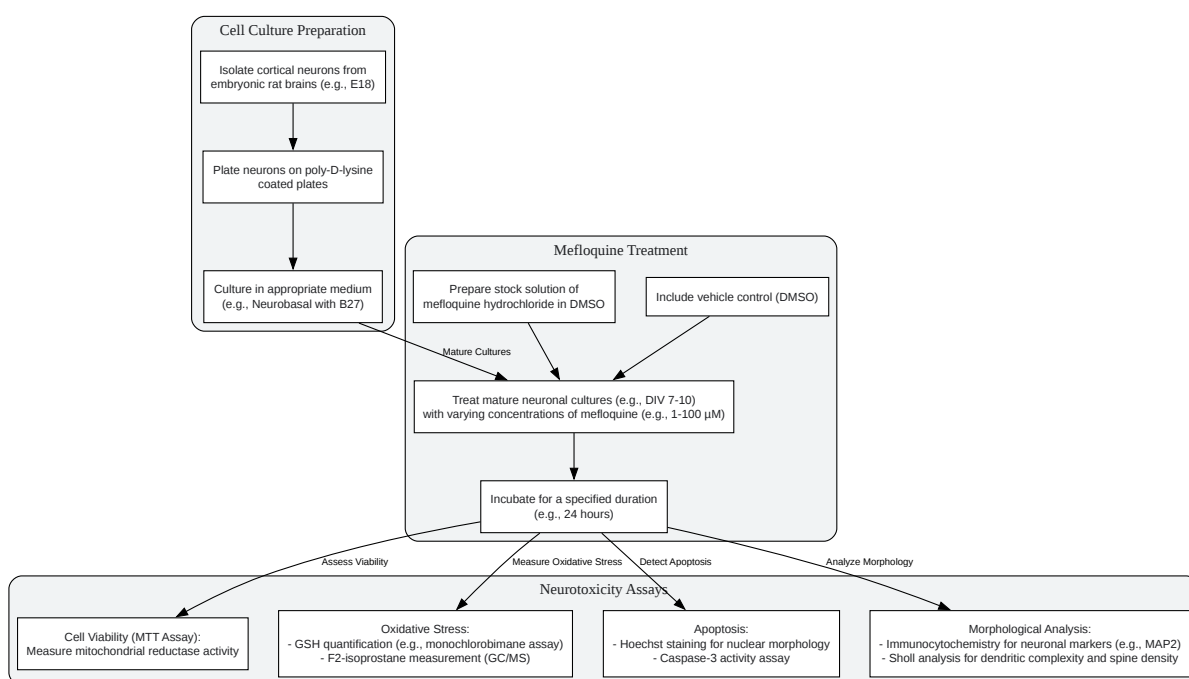 Cell Culture Preparation
Isolate cortical neurons from
embryonic rat brains (e.g., E18)
Plate neurons on poly-D-lysine
coated plates
Culture in appropriate medium
(e.g., Neurobasal with B27)
Mefloquine Treatment
Prepare stock solution of
mefloquine hydrochloride in DMSO
Include vehicle control (DMSO)
Mature Cultures
Treat mature neuronal cultures (e.g., DIV 7-10)
with varying concentrations of mefloquine (e.g., 1-100 µM)
Incubate for a specified duration
(e.g., 24 hours)
Assess Viability
Measure Oxidative Stress
Detect Apoptosis
Analyze Morphology
Neurotoxicity Assays
Cell Viability (MTT Assay):
Measure mitochondrial reductase activity
Oxidative Stress:
- GSH quantification (e.g., monochlorobimane assay)
- F2-isoprostane measurement (GC/MS)
Apoptosis:
- Hoechst staining for nuclear morphology
- Caspase-3 activity assay
Morphological Analysis:
- Immunocytochemistry for neuronal markers (e.g., MAP2)
- Sholl analysis for dendritic complexity and spine density